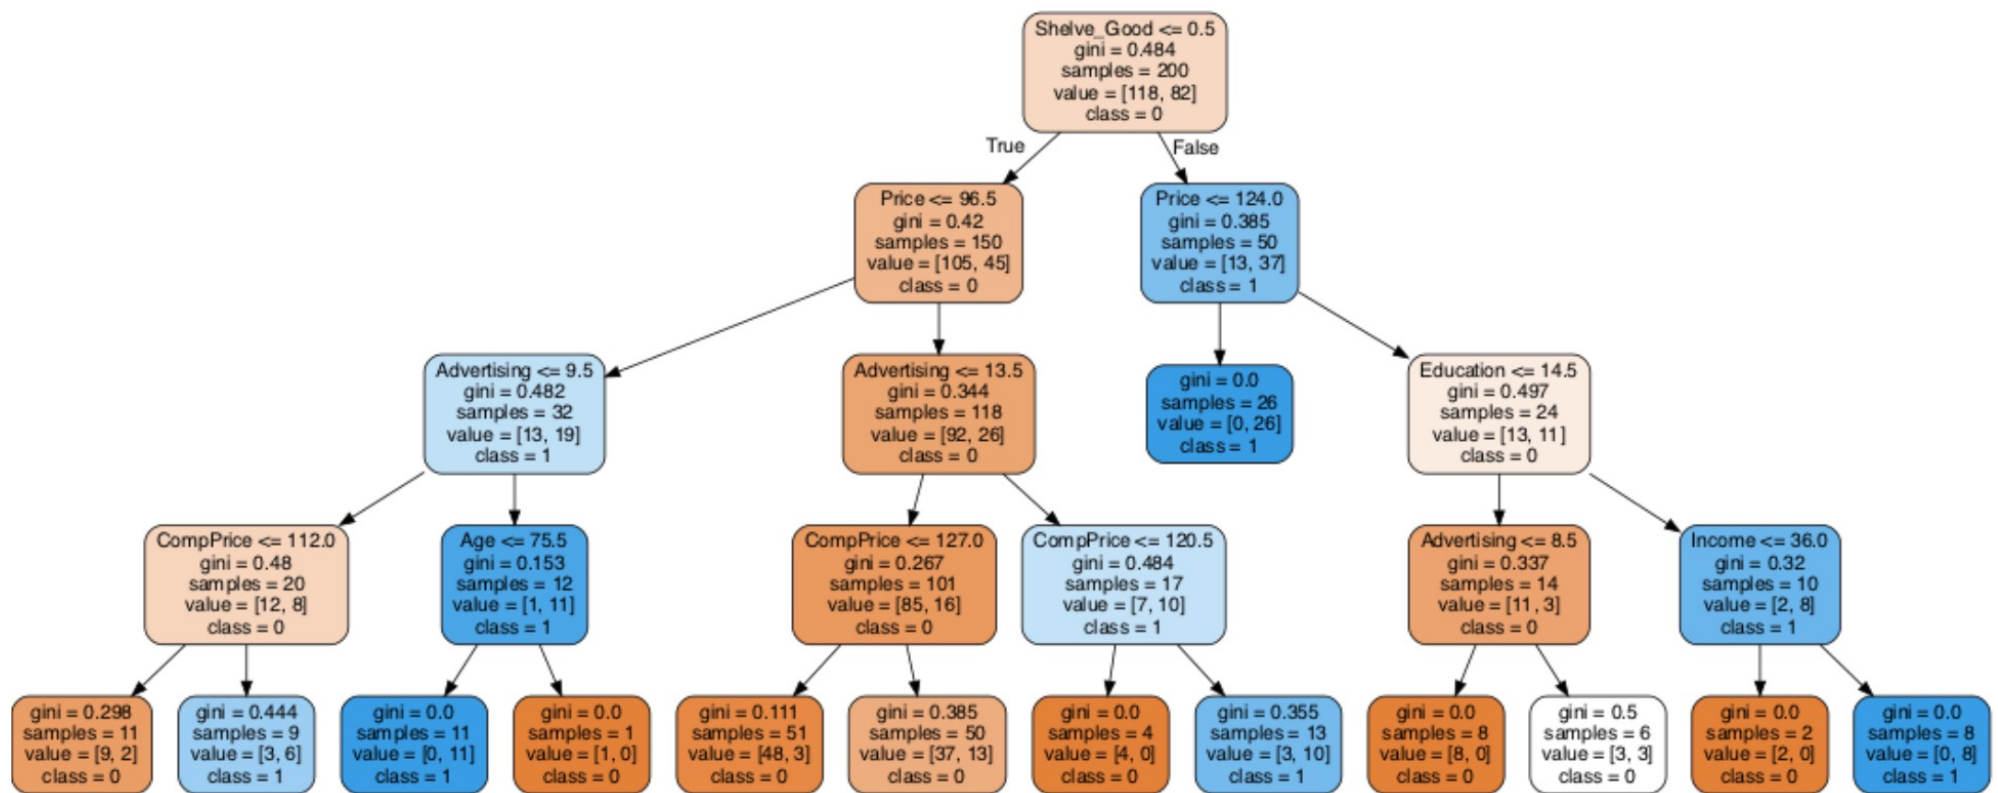 Shelve_Good <= 0.5
gini = 0.484
samples = 200
value = [118, 82]
class = 0
True
False
Price <= 96.5
gini = 0.42
samples = 150
value = [105, 45]
class = 0
Price <= 124.0
gini = 0.385
samples = 50
value = [13, 37]
class = 1
Advertising <= 9.5
gini = 0.482
samples = 32
value = [13, 19]
class = 1
Advertising <= 13.5
gini = 0.344
samples = 118
value = [92, 26]
class = 0
gini = 0.0
samples = 26
value = [0, 26]
class = 1
Education <= 14.5
gini = 0.497
samples = 24
value = [13, 11]
class = 0
CompPrice <= 112.0
gini = 0.48
samples = 20
value = [12, 8]
class = 0
Age <= 75.5
gini = 0.153
samples = 12
value = [1, 11]
class = 1
CompPrice <= 127.0
gini = 0.267
samples = 101
value = [85, 16]
class = 0
CompPrice <= 120.5
gini = 0.484
samples = 17
value = [7, 10]
class = 1
Advertising <= 8.5
gini = 0.337
samples = 14
value = [11, 3]
class = 0
Income <= 36.0
gini = 0.32
samples = 10
value = [2, 8]
class = 1
gini = 0.298
samples = 11
value = [9, 2]
class = 0
gini = 0.444
samples = 9
value = [3, 6]
class = 1
gini = 0.0
samples = 11
value = [0, 11]
class = 1
gini = 0.0
samples = 1
value = [1, 0]
class = 0
gini = 0.111
samples = 51
value = [48, 3]
class = 0
gini = 0.385
samples = 50
value = [37, 13]
class = 0
gini = 0.0
samples = 4
value = [4, 0]
class = 0
gini = 0.355
samples = 13
value = [3, 10]
class = 1
gini = 0.0
samples = 8
value = [8, 0]
class = 0
gini = 0.5
samples = 6
value = [3, 3]
class = 0
gini = 0.0
samples = 2
value = [2, 0]
class = 0
gini = 0.0
samples = 8
value = [0, 8]
class = 1